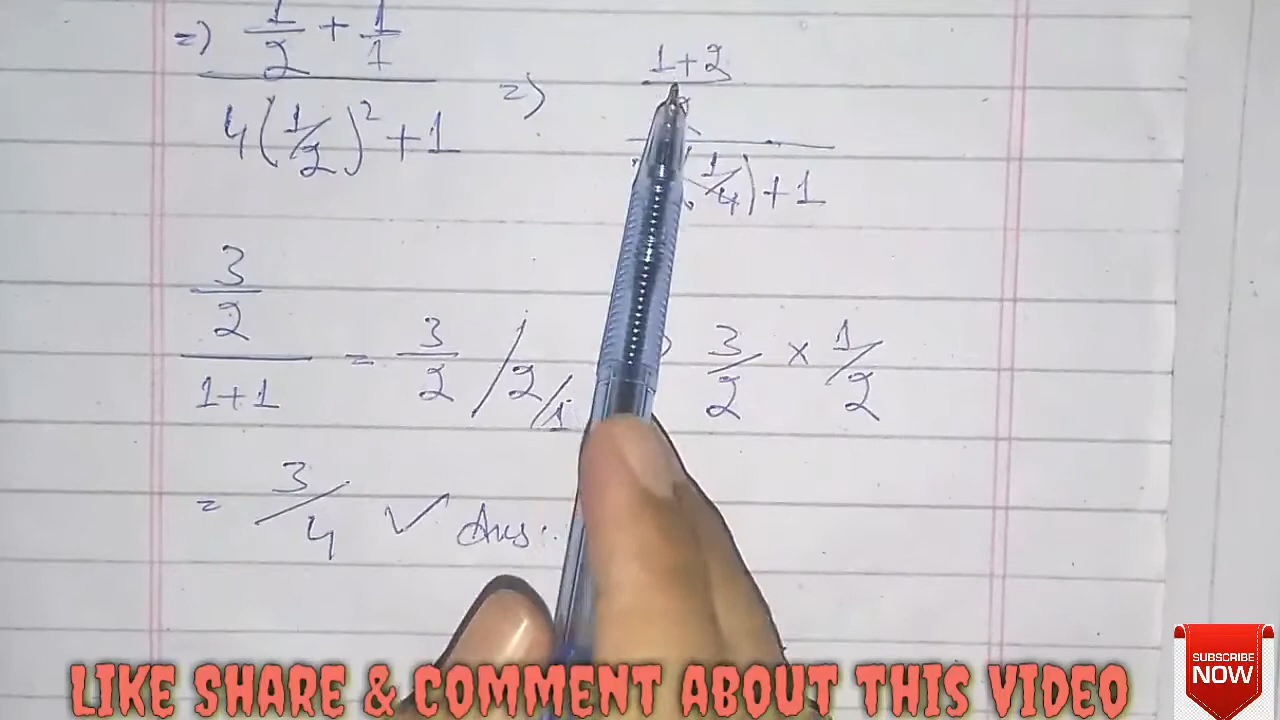 =) 1/2 + 1/1 / 4(1/2)² + 1 =) 1+2 / (1/4) + 1
3/2 / 1+1 = 3/2 / 2/1 3/2 × 1/2
= 3/4 ✓ Ans:.
LIKE SHARE & COMMENT ABOUT THIS VIDEO
SUBSCRIBE
NOW